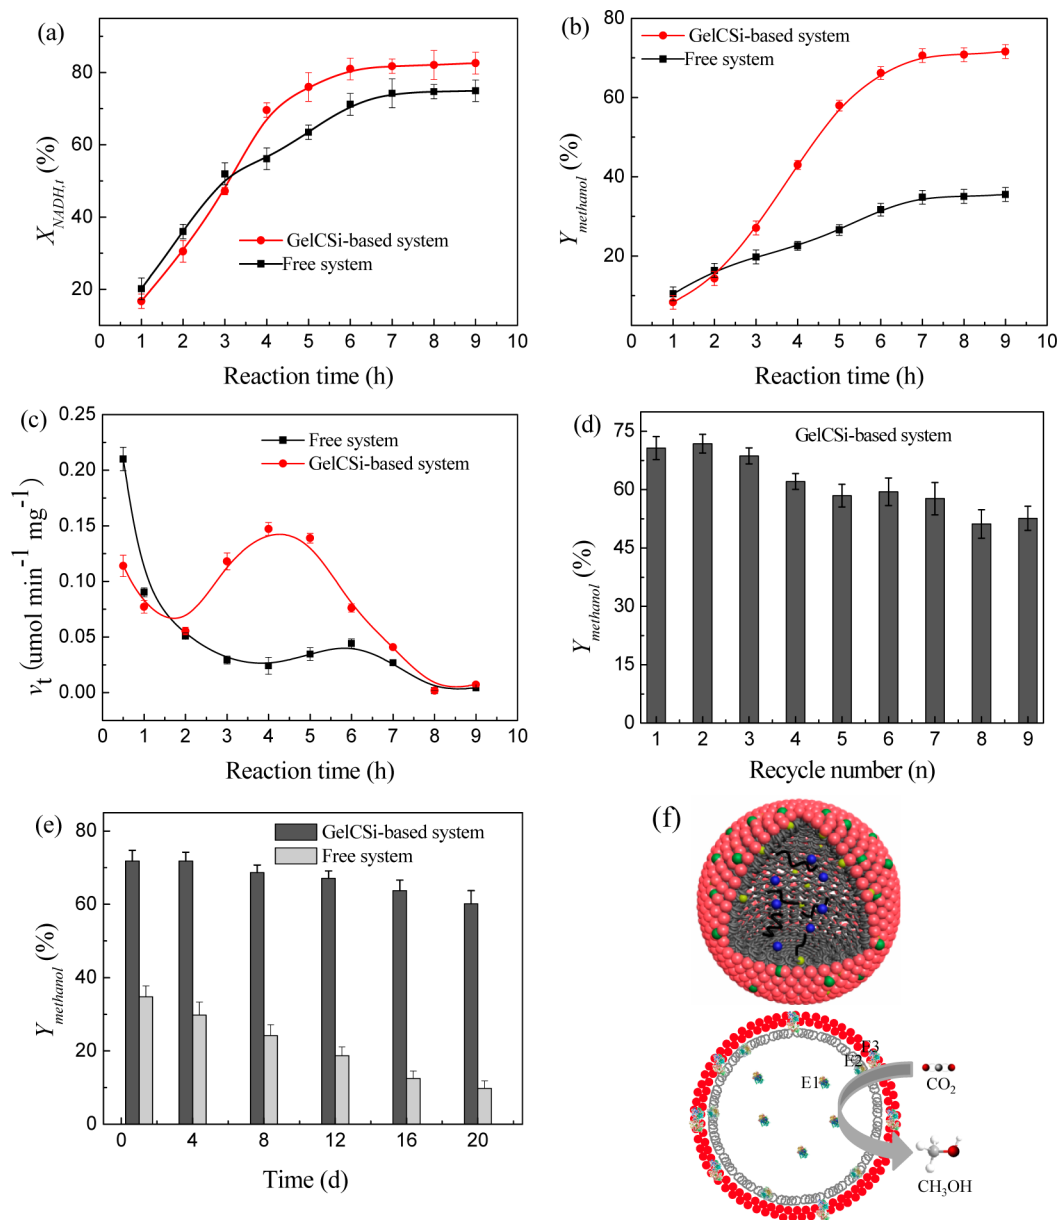 (a)
GelCSi-based system
Free system
80
60
40
20
0 1 2 3 4 5 6 7 8 9 10
X_NADH,t (%)
Reaction time (h)
(b)
GelCSi-based system
Free system
80
60
40
20
0 1 2 3 4 5 6 7 8 9 10
Y_methanol (%)
Reaction time (h)
(c)
Free system
GelCSi-based system
0.25
0.20
0.15
0.10
0.05
0.00
0 1 2 3 4 5 6 7 8 9 10
v_t (umol min⁻¹ mg⁻¹)
Reaction time (h)
(d)
GelCSi-based system
75
60
45
30
15
0
1 2 3 4 5 6 7 8 9
Y_methanol (%)
Recycle number (n)
(e)
GelCSi-based system
Free system
80
60
40
20
0
0 4 8 12 16 20
Y_methanol (%)
Time (d)
(f)
E3
E2
E1
CO₂
CH₃OH